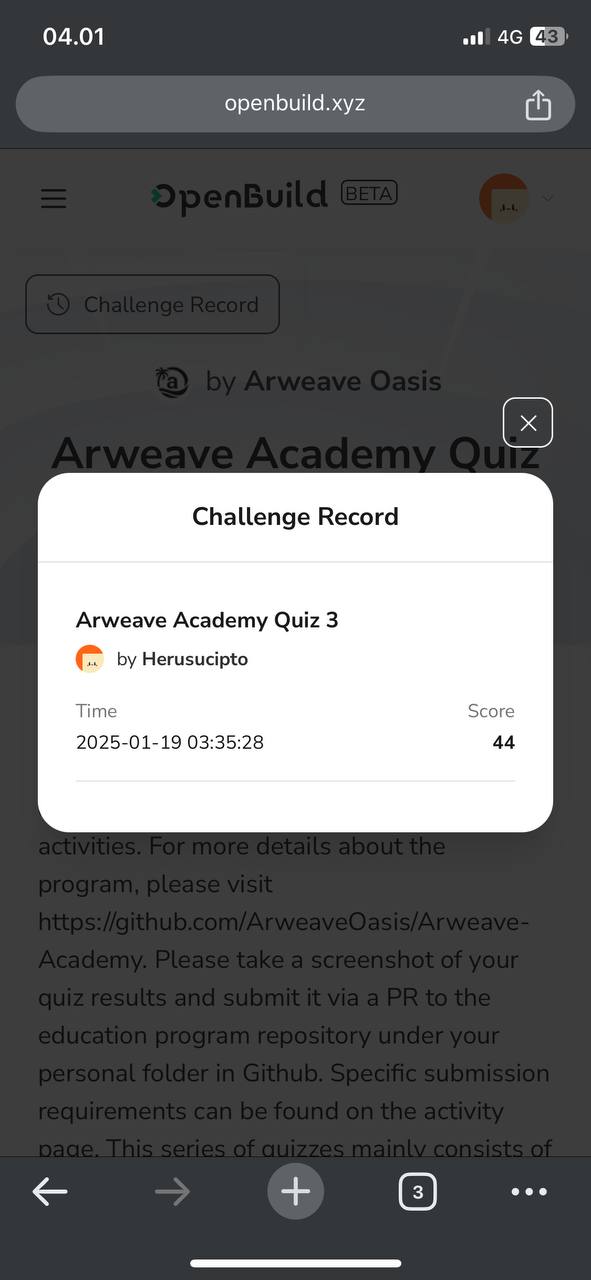 04.01
4G 43
openbuild.xyz
OpenBuild BETA
Challenge Record
by Arweave Oasis
Arweave Academy Quiz
Challenge Record
Arweave Academy Quiz 3
by Herusucipto
Time Score
2025-01-19 03:35:28 44
activities. For more details about the
program, please visit
https://github.com/ArweaveOasis/Arweave-
Academy. Please take a screenshot of your
quiz results and submit it via a PR to the
education program repository under your
personal folder in Github. Specific submission
requirements can be found on the activity
page. This series of quizzes mainly consists of
3